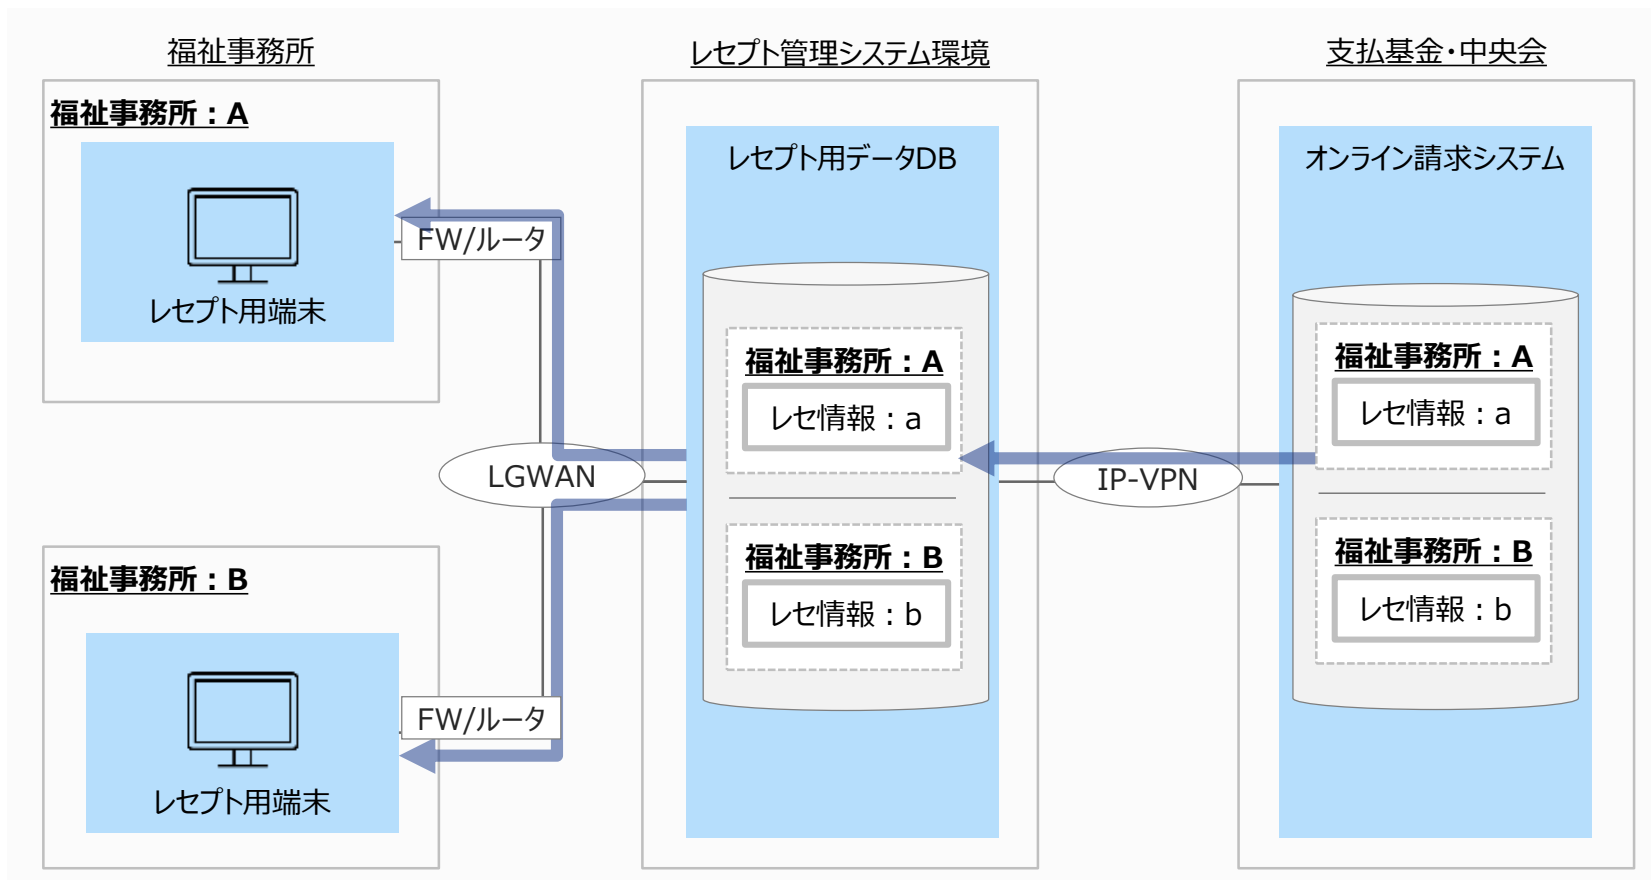 福祉事務所
福祉事務所：A
レセプト用端末
FW/ルータ
福祉事務所：B
レセプト用端末
FW/ルータ
LGWAN
レセプト管理システム環境
レセプト用データDB
福祉事務所：A
レセ情報：a
福祉事務所：B
レセ情報：b
IP-VPN
支払基金・中央会
オンライン請求システム
福祉事務所：A
レセ情報：a
福祉事務所：B
レセ情報：b